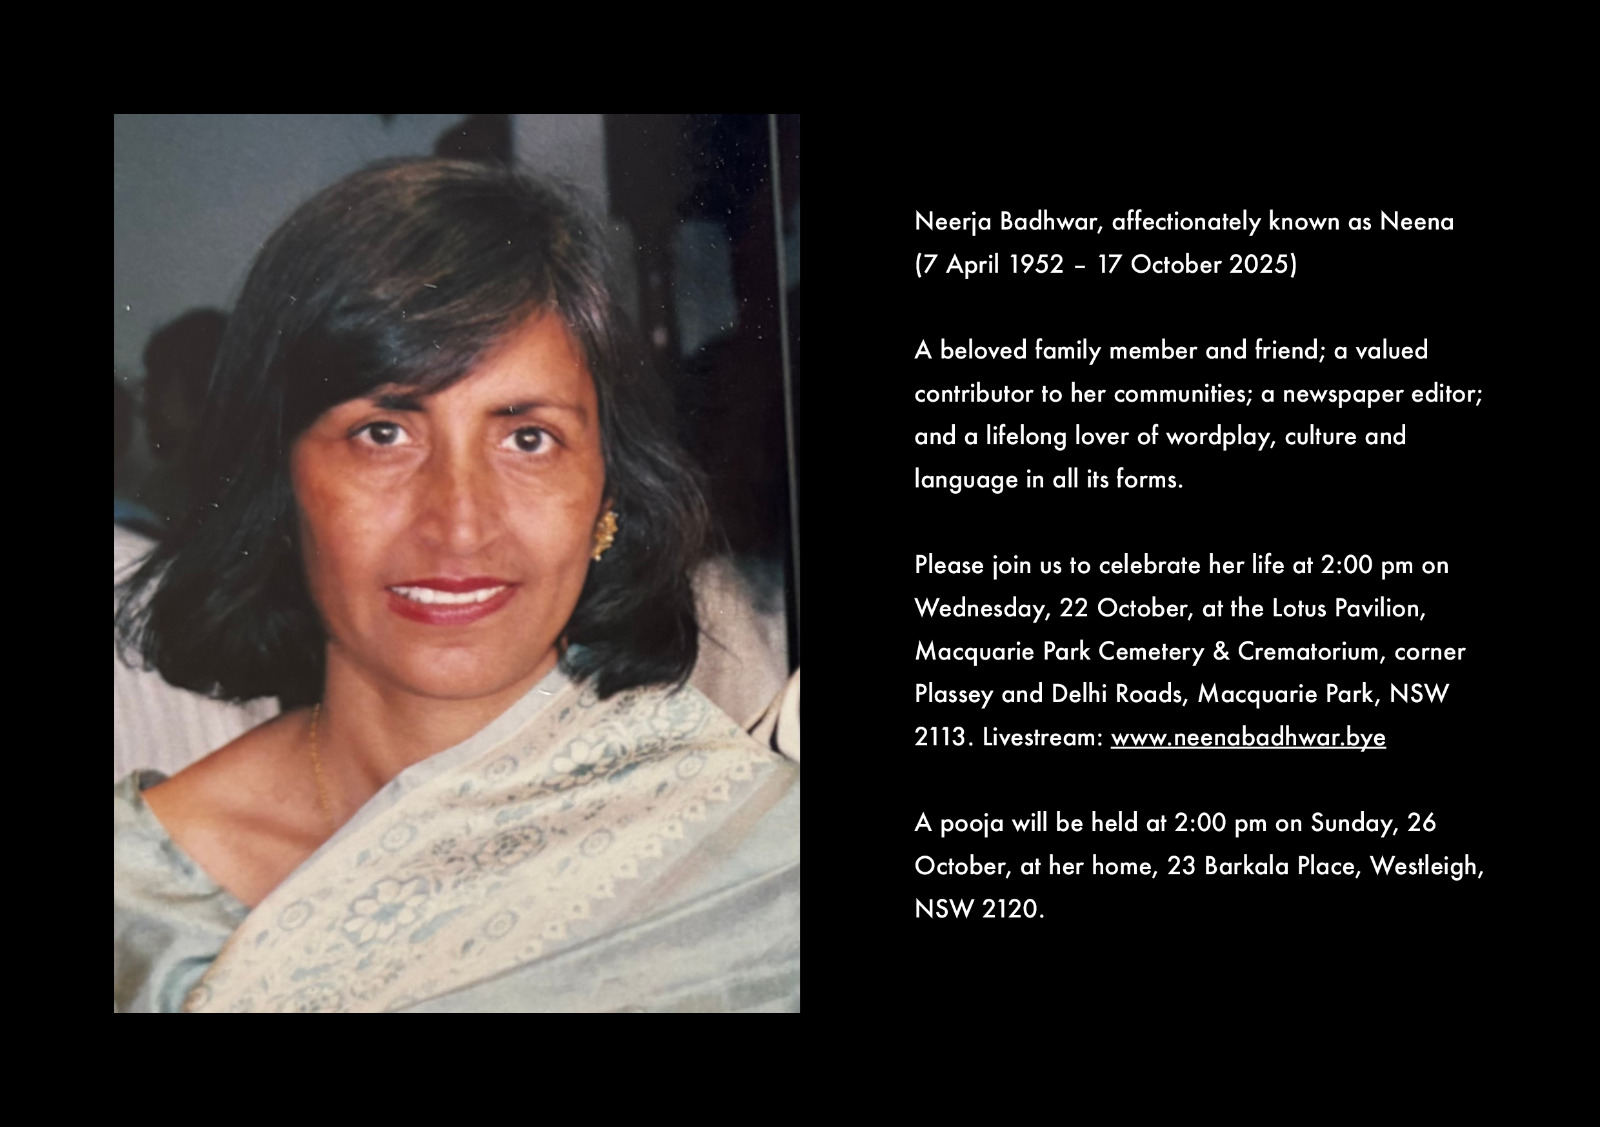 Neerja Badhwar, affectionately known as Neena
(7 April 1952 – 17 October 2025)
A beloved family member and friend; a valued
contributor to her communities; a newspaper editor;
and a lifelong lover of wordplay, culture and
language in all its forms.
Please join us to celebrate her life at 2:00 pm on
Wednesday, 22 October, at the Lotus Pavilion,
Macquarie Park Cemetery & Crematorium, corner
Plassey and Delhi Roads, Macquarie Park, NSW
2113. Livestream: www.neenabadhwar.bye
A pooja will be held at 2:00 pm on Sunday, 26
October, at her home, 23 Barkala Place, Westleigh,
NSW 2120.